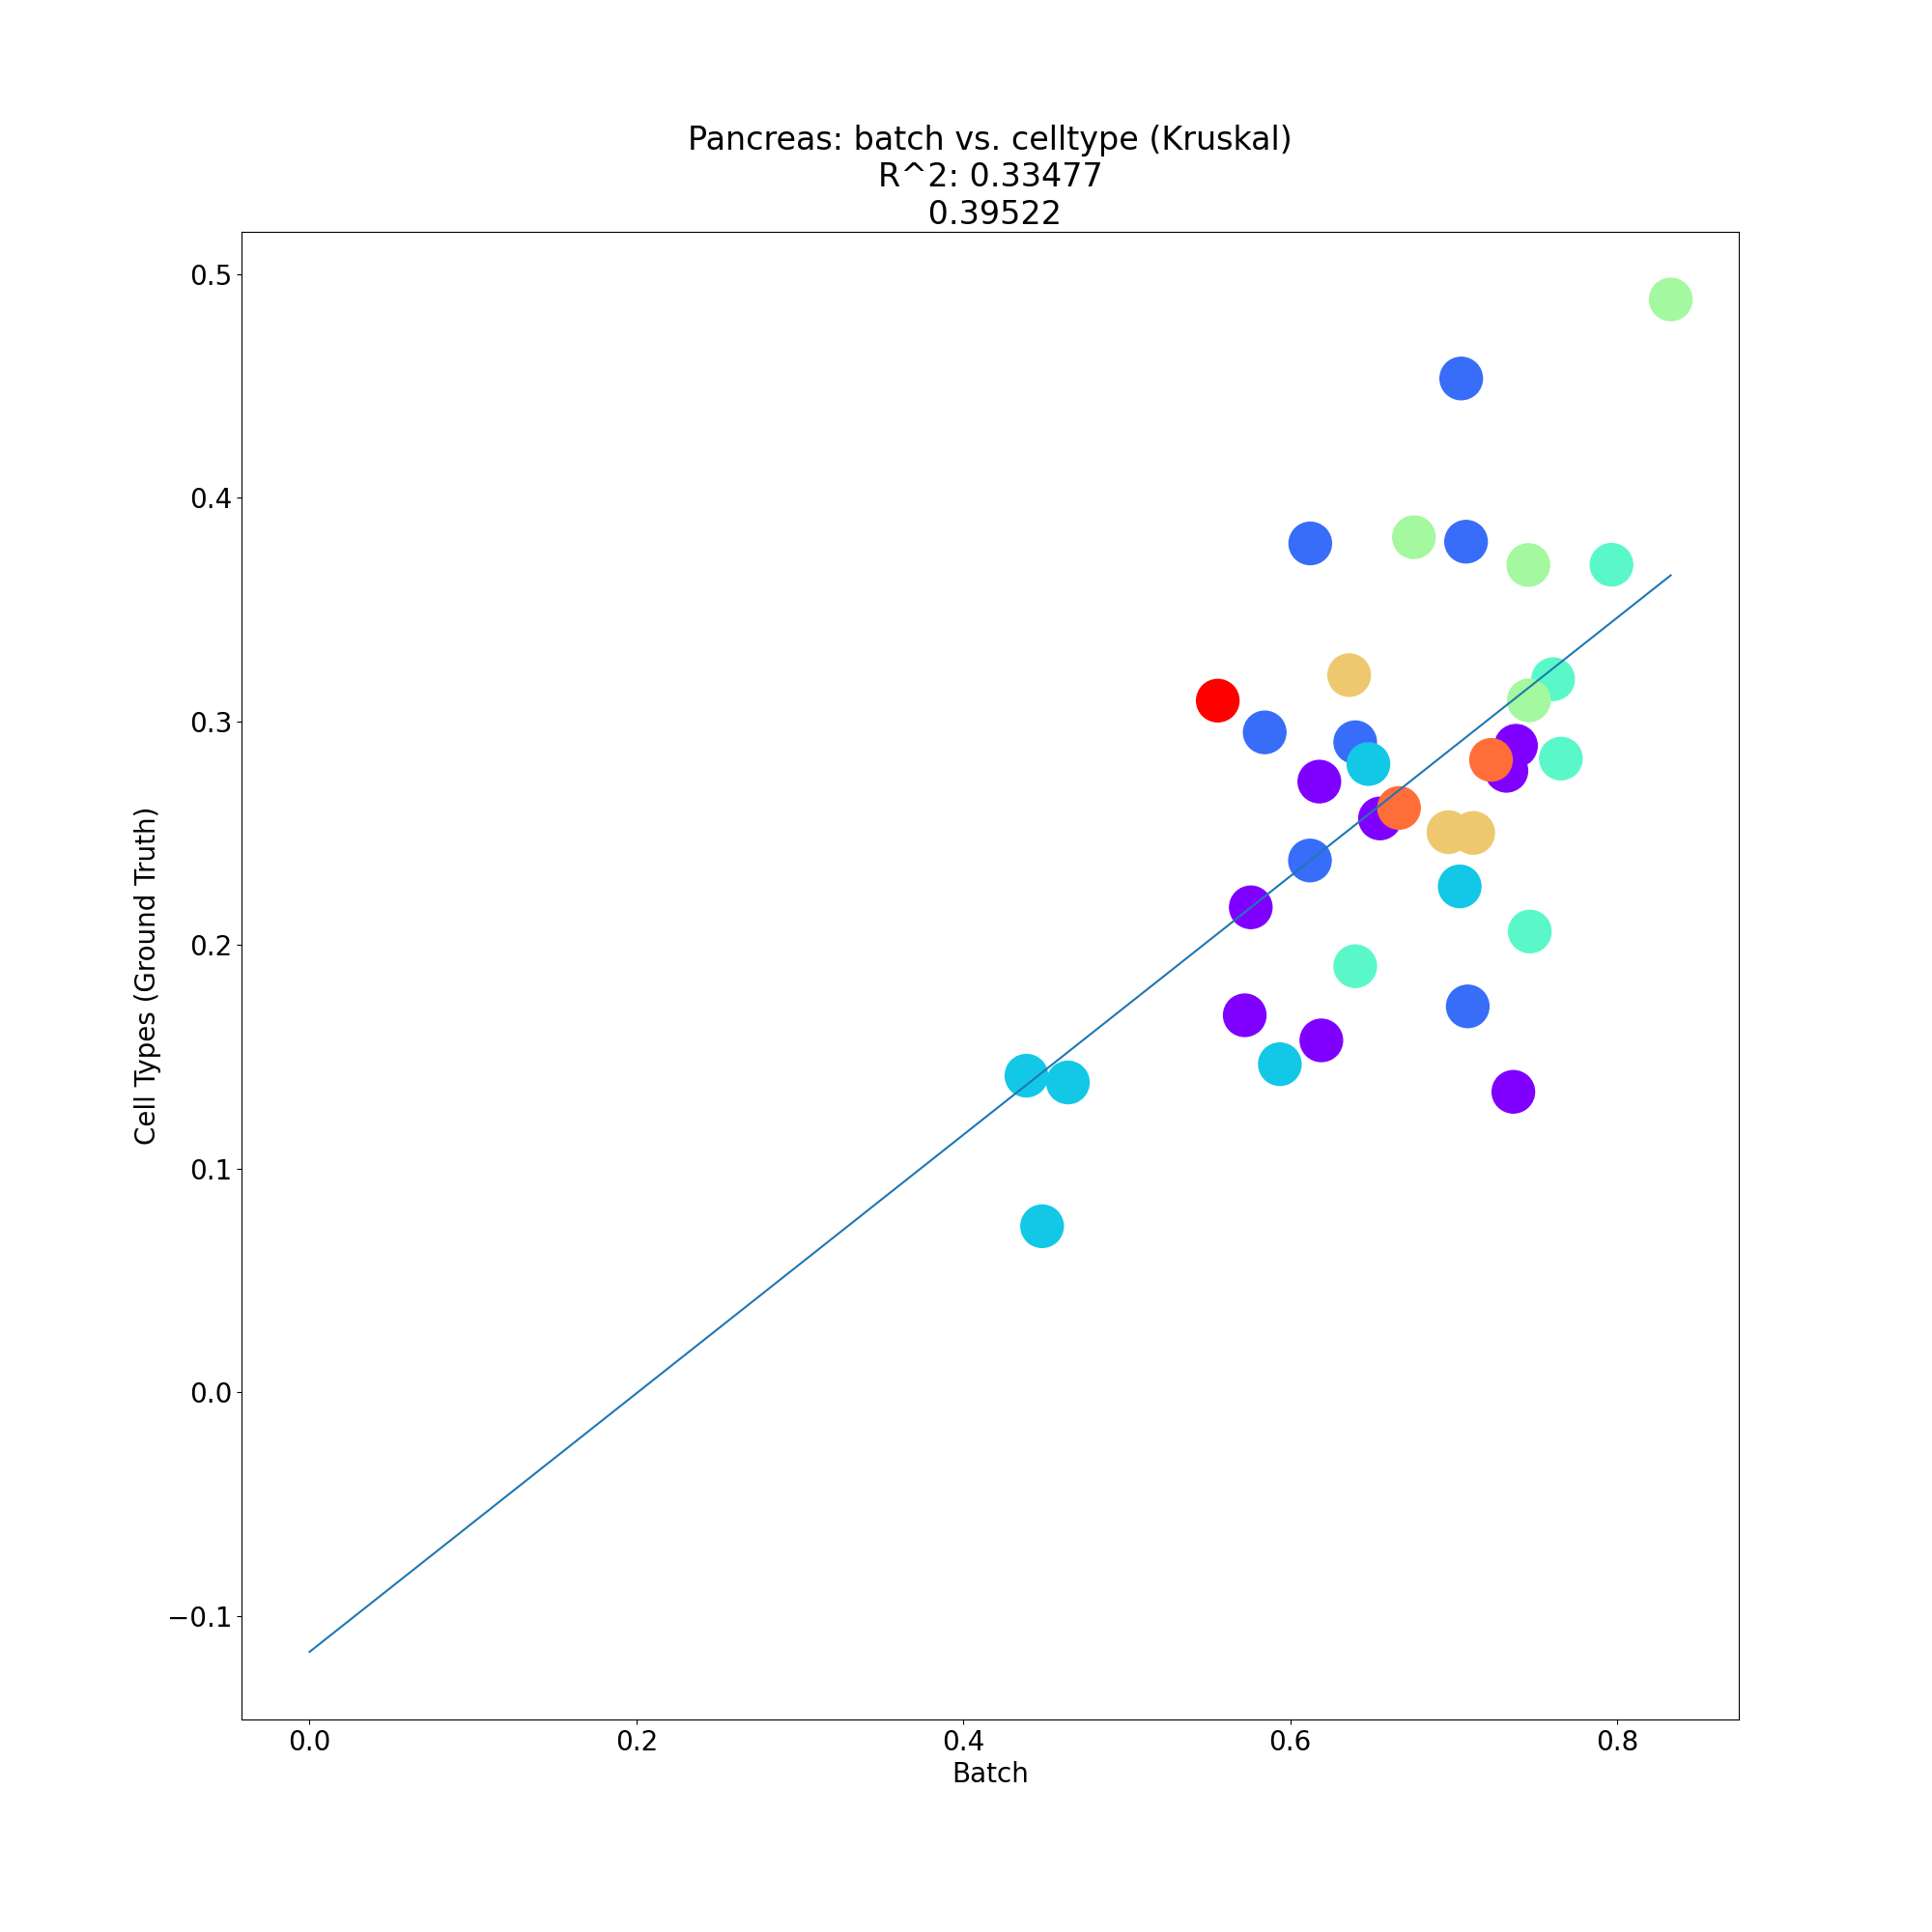 Pancreas: batch vs. celltype (Kruskal)
R^2: 0.33477
0.39522
0.5
0.4
0.3
0.2
0.1
0.0
−0.1
Cell Types (Ground Truth)
0.0 0.2 0.4 0.6 0.8
Batch